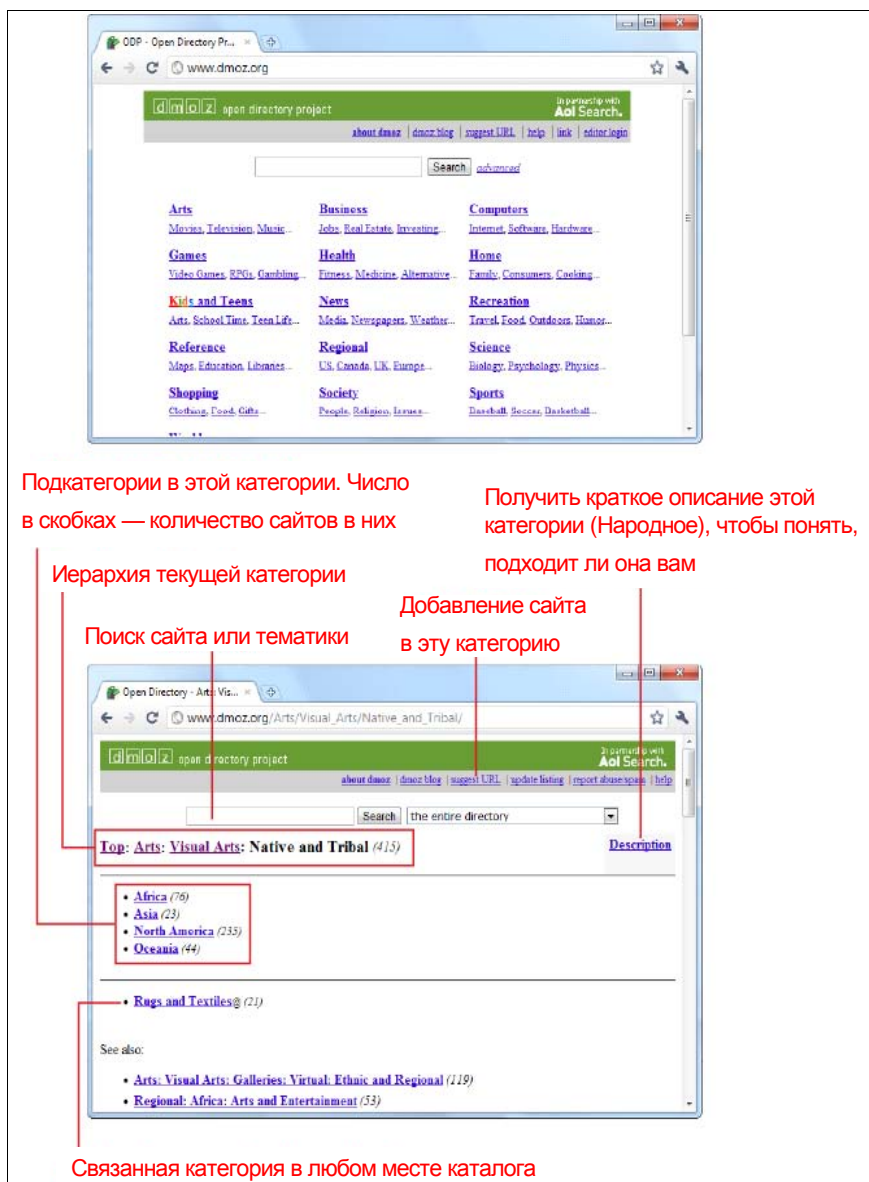 ODP - Open Directory Pr...
www.dmoz.org
dmoz open directory project
In partnership with
Aol Search.
about dmoz | dmoz blog | suggest URL | help | link | editor login
Search advanced
Arts Business Computers
Movies, Television, Music... Jobs, Real Estate, Investing... Internet, Software, Hardware...
Games Health Home
Video Games, RPGs, Gambling... Fitness, Medicine, Alternative... Family, Consumers, Cooking...
Kids and Teens News Recreation
Arts, School Time, Teen Life... Media, Newspapers, Weather... Travel, Food, Outdoors, Humor...
Reference Regional Science
Maps, Education, Libraries... US, Canada, UK, Europe... Biology, Psychology, Physics...
Shopping Society Sports
Clothing, Food, Gifts... People, Religion, Issues... Baseball, Soccer, Basketball...
Подкатегории в этой категории. Число
в скобках — количество сайтов в них
Получить краткое описание этой
категории (Народное), чтобы понять,
подходит ли она вам
Иерархия текущей категории
Добавление сайта
в эту категорию
Поиск сайта или тематики
Open Directory - Arts: Vis...
www.dmoz.org/Arts/Visual_Arts/Native_and_Tribal/
dmoz open directory project
In partnership with
Aol Search.
about dmoz | dmoz blog | suggest URL | update listing | report abuse/spam | help
Search the entire directory
Top: Arts: Visual Arts: Native and Tribal (415)
Description
• Africa (76)
• Asia (23)
• North America (235)
• Oceania (44)
• Rugs and Textiles@ (21)
See also:
• Arts: Visual Arts: Galleries: Virtual: Ethnic and Regional (119)
• Regional: Africa: Arts and Entertainment (53)
Связанная категория в любом месте каталога